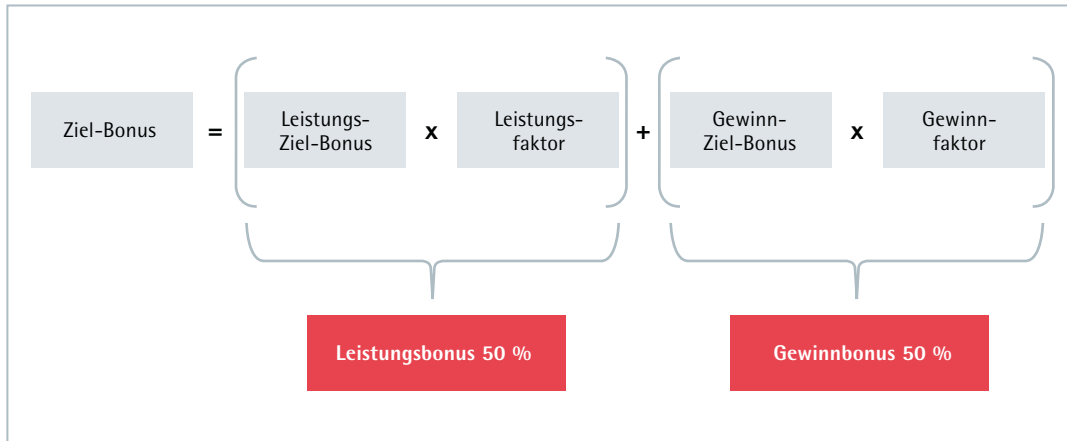 Ziel-Bonus
=
Leistungs-
Ziel-Bonus
x
Leistungs-
faktor
+
Gewinn-
Ziel-Bonus
x
Gewinn-
faktor
Leistungsbonus 50 %
Gewinnbonus 50 %